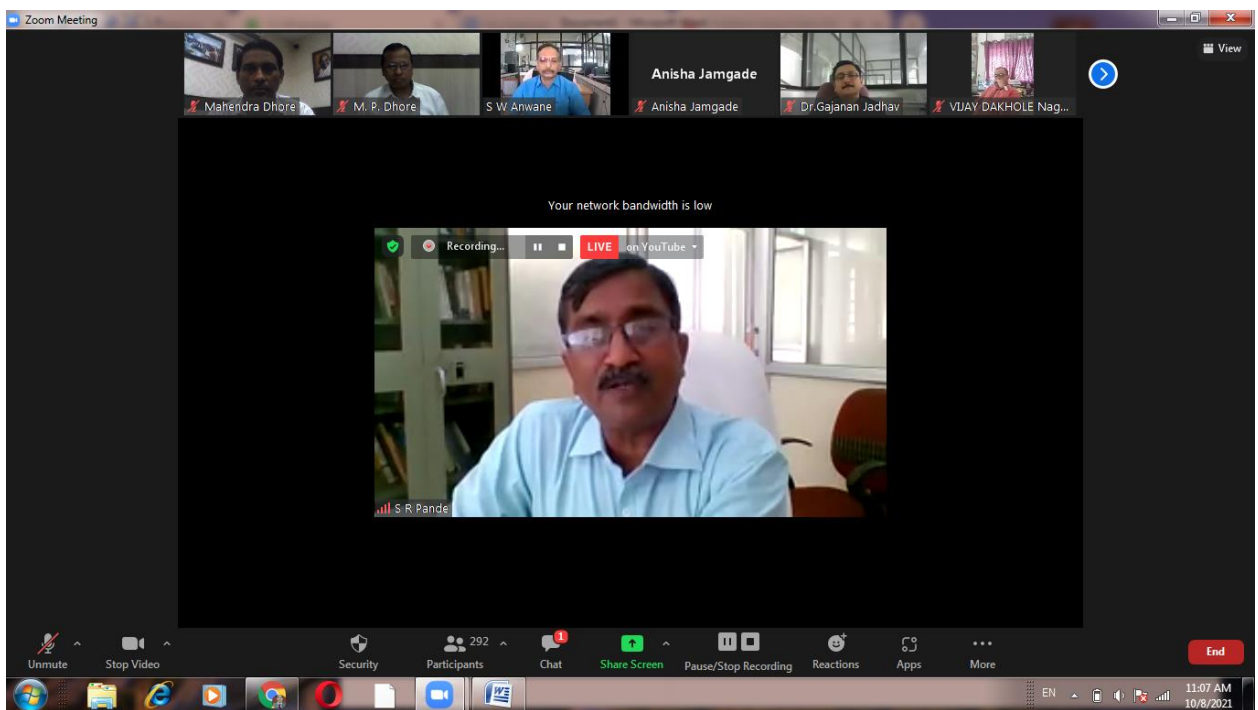 Zoom Meeting
View
Anisha Jamgade
Mahendra Dhore
M. P. Dhore
S W Anwane
Anisha Jamgade
Dr.Gajanan Jadhav
VIJAY DAKHOLE Nag...
Your network bandwidth is low
Recording...
LIVE on YouTube
S R Pande
Unmute
Stop Video
Security
292
Participants
1
Chat
Share Screen
Pause/Stop Recording
Reactions
Apps
More
End
EN
11:07 AM
10/8/2021